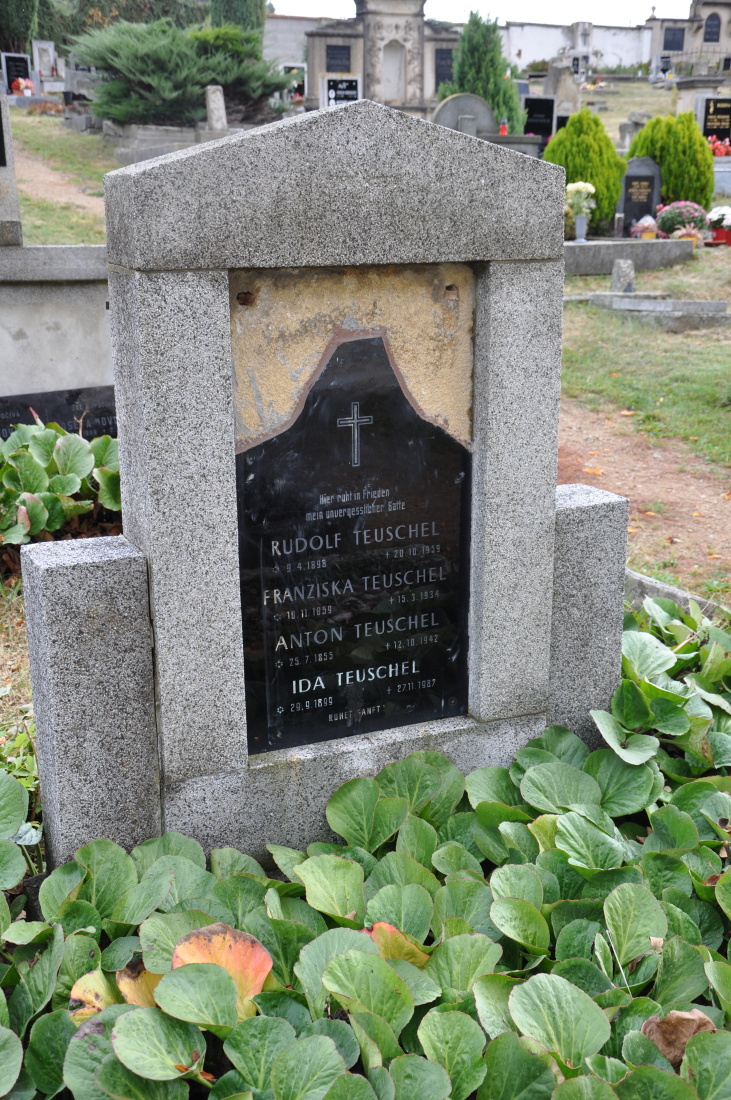 Hier ruht in Frieden
mein unvergesslicher Gatte
RUDOLF TEUSCHEL
* 9.4.1898 + 20.10.1959
FRANZISKA TEUSCHEL
* 10.11.1859 + 15.3.1934
ANTON TEUSCHEL
* 25.7.1855 + 12.10.1942
IDA TEUSCHEL
* 29.9.1899 + 27.11.1987
RUHET SANFT!